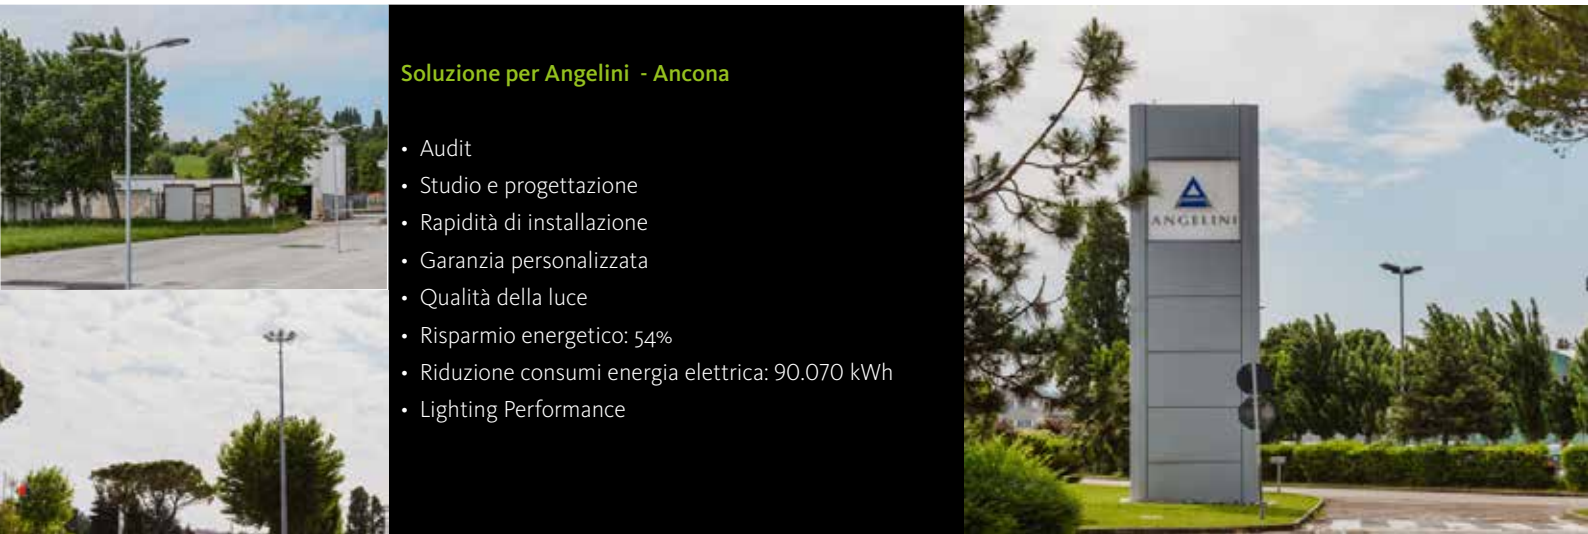 Soluzione per Angelini - Ancona
• Audit
• Studio e progettazione
• Rapidità di installazione
• Garanzia personalizzata
• Qualità della luce
• Risparmio energetico: 54%
• Riduzione consumi energia elettrica: 90.070 kWh
• Lighting Performance
ANGELINI